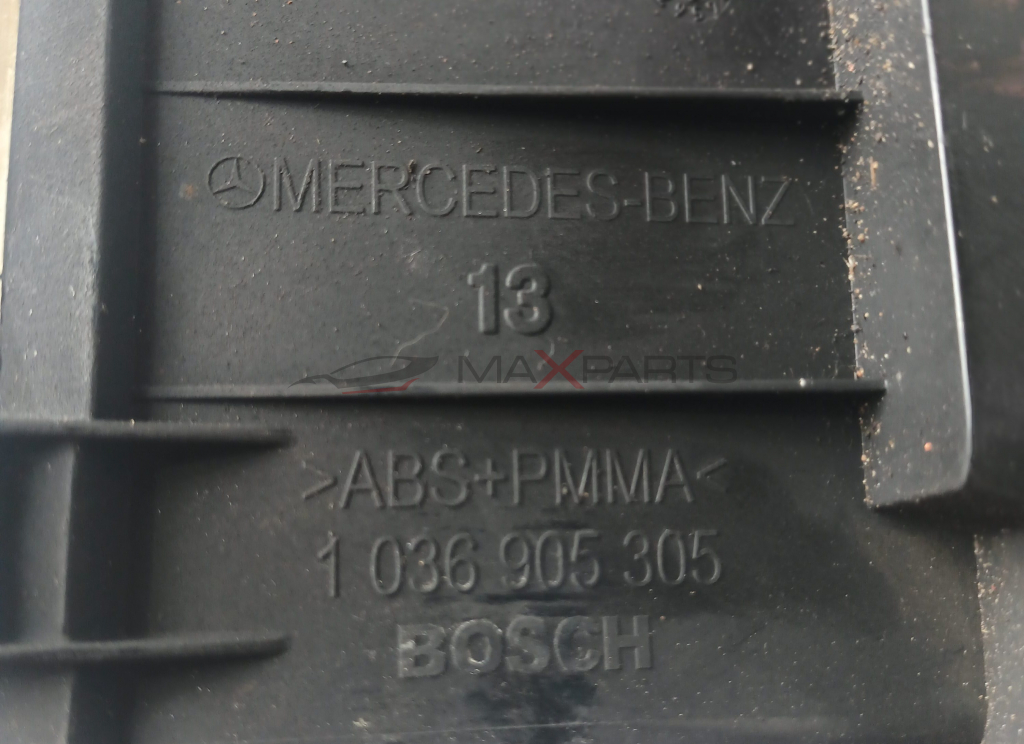 MERCEDES-BENZ
13
MAXPARTS
>ABS+PMMA<
1 036 905 305
BOSCH